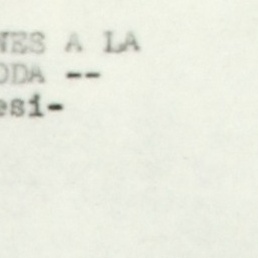 NES A LA
ODA --
esi-